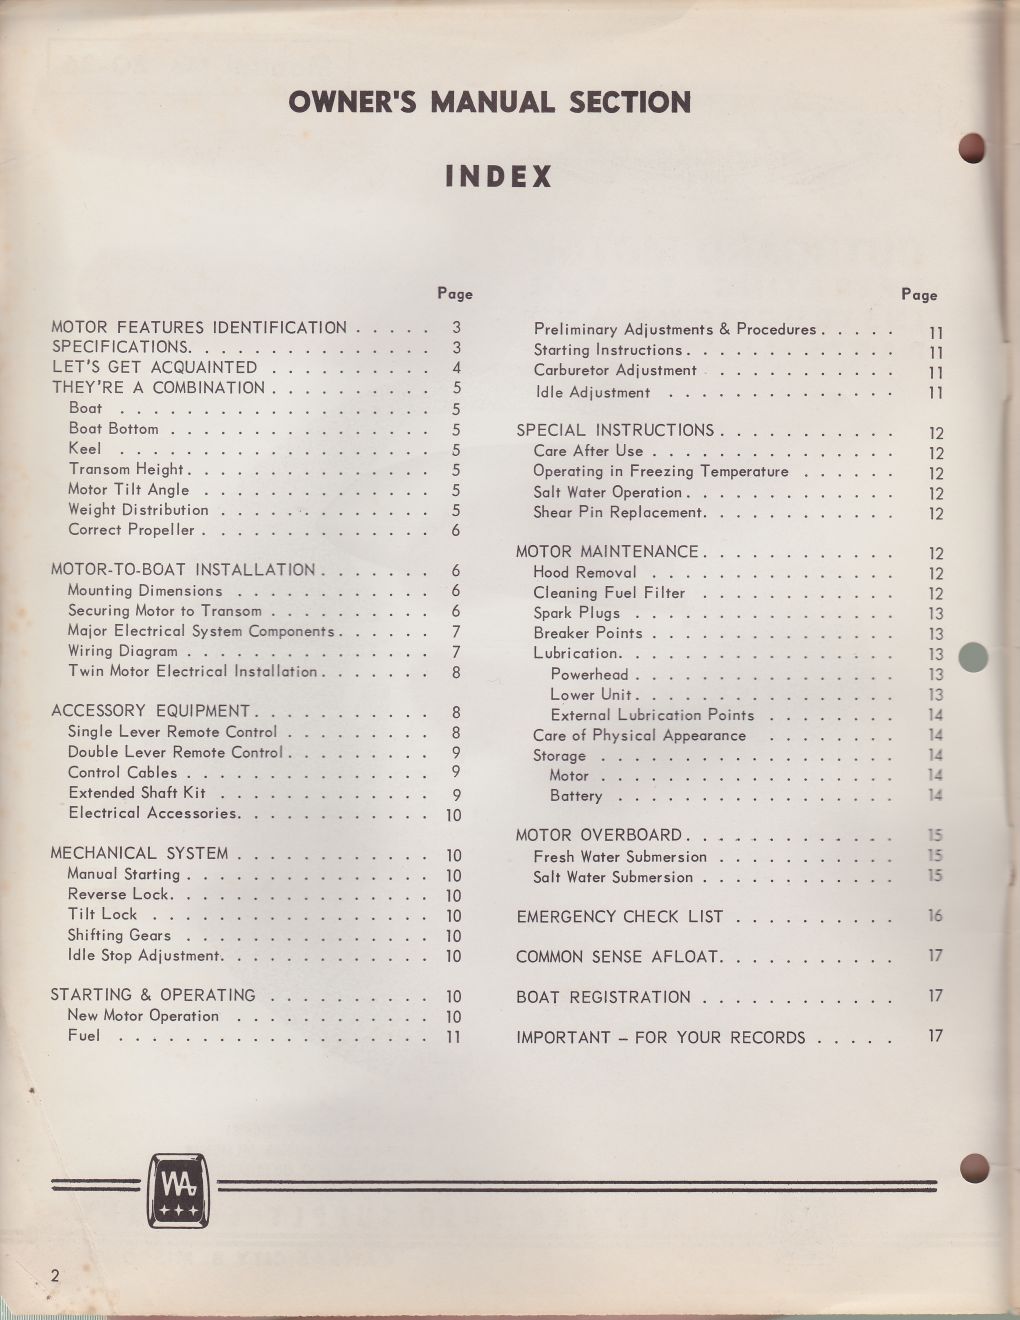 OWNER'S MANUAL SECTION
INDEX
Page
MOTOR FEATURES IDENTIFICATION . . . . . 3
SPECIFICATIONS. . . . . . . . . . . . . . . 3
LET'S GET ACQUAINTED . . . . . . . . . . 4
THEY'RE A COMBINATION . . . . . . . . . . 5
Boat . . . . . . . . . . . . . . . . . . . 5
Boat Bottom . . . . . . . . . . . . . . . . 5
Keel . . . . . . . . . . . . . . . . . . . 5
Transom Height. . . . . . . . . . . . . . . 5
Motor Tilt Angle . . . . . . . . . . . . . . 5
Weight Distribution . . . . . . . . . . . . . 5
Correct Propeller . . . . . . . . . . . . . . 6
MOTOR-TO-BOAT INSTALLATION . . . . . . . 6
Mounting Dimensions . . . . . . . . . . . . 6
Securing Motor to Transom . . . . . . . . . . 6
Major Electrical System Components. . . . . . 7
Wiring Diagram . . . . . . . . . . . . . . . 7
Twin Motor Electrical Installation. . . . . . . 8
ACCESSORY EQUIPMENT. . . . . . . . . . . 8
Single Lever Remote Control . . . . . . . . . 8
Double Lever Remote Control. . . . . . . . . 9
Control Cables . . . . . . . . . . . . . . . 9
Extended Shaft Kit . . . . . . . . . . . . . 9
Electrical Accessories. . . . . . . . . . . . 10
MECHANICAL SYSTEM . . . . . . . . . . . . 10
Manual Starting . . . . . . . . . . . . . . . 10
Reverse Lock. . . . . . . . . . . . . . . . 10
Tilt Lock . . . . . . . . . . . . . . . . . 10
Shifting Gears . . . . . . . . . . . . . . . 10
Idle Stop Adjustment. . . . . . . . . . . . . 10
STARTING & OPERATING . . . . . . . . . . 10
New Motor Operation . . . . . . . . . . . . 10
Fuel . . . . . . . . . . . . . . . . . . . 11
Page
Preliminary Adjustments & Procedures . . . . . 11
Starting Instructions . . . . . . . . . . . . . 11
Carburetor Adjustment . . . . . . . . . . . . 11
Idle Adjustment . . . . . . . . . . . . . . 11
SPECIAL INSTRUCTIONS . . . . . . . . . . . 12
Care After Use . . . . . . . . . . . . . . . 12
Operating in Freezing Temperature . . . . . . 12
Salt Water Operation. . . . . . . . . . . . . 12
Shear Pin Replacement. . . . . . . . . . . . 12
MOTOR MAINTENANCE. . . . . . . . . . . . 12
Hood Removal . . . . . . . . . . . . . . . 12
Cleaning Fuel Filter . . . . . . . . . . . . 12
Spark Plugs . . . . . . . . . . . . . . . . 13
Breaker Points . . . . . . . . . . . . . . . 13
Lubrication. . . . . . . . . . . . . . . . . 13
Powerhead . . . . . . . . . . . . . . . . 13
Lower Unit. . . . . . . . . . . . . . . . 13
External Lubrication Points . . . . . . . . 14
Care of Physical Appearance . . . . . . . . 14
Storage . . . . . . . . . . . . . . . . . . 14
Motor . . . . . . . . . . . . . . . . . . 14
Battery . . . . . . . . . . . . . . . . . 14
MOTOR OVERBOARD. . . . . . . . . . . . . 15
Fresh Water Submersion . . . . . . . . . . . 15
Salt Water Submersion . . . . . . . . . . . . 15
EMERGENCY CHECK LIST . . . . . . . . . . 16
COMMON SENSE AFLOAT. . . . . . . . . . . 17
BOAT REGISTRATION . . . . . . . . . . . . 17
IMPORTANT – FOR YOUR RECORDS . . . . . 17
2